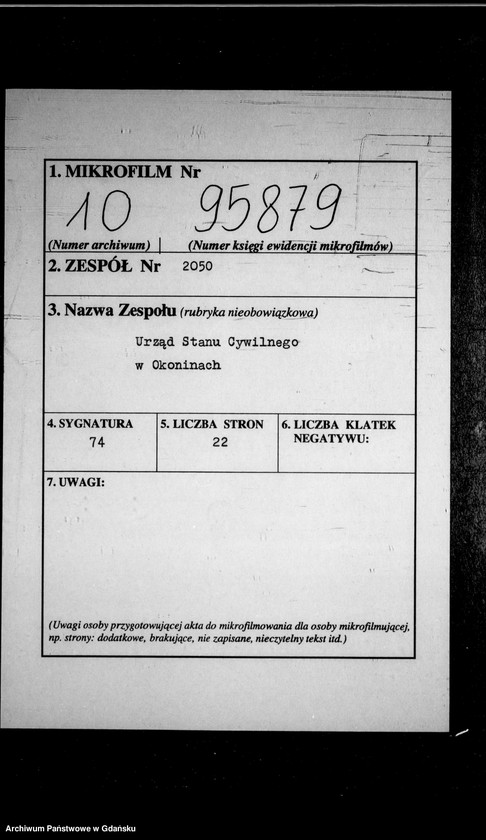 1. MIKROFILM Nr
10 95879
(Numer archiwum) (Numer księgi ewidencji mikrofilmów)
2. ZESPÓŁ Nr 2050
3. Nazwa Zespołu (rubryka nieobowiązkowa)
Urząd Stanu Cywilnego
w Okoninach
4. SYGNATURA
74
5. LICZBA STRON
22
6. LICZBA KLATEK
NEGATYWU:
7. UWAGI:
(Uwagi osoby przygotowującej akta do mikrofilmowania dla osoby mikrofilmującej,
np. strony: dodatkowe, brakujące, nie zapisane, nieczytelny tekst itd.)
Archiwum Państwowe w Gdańsku